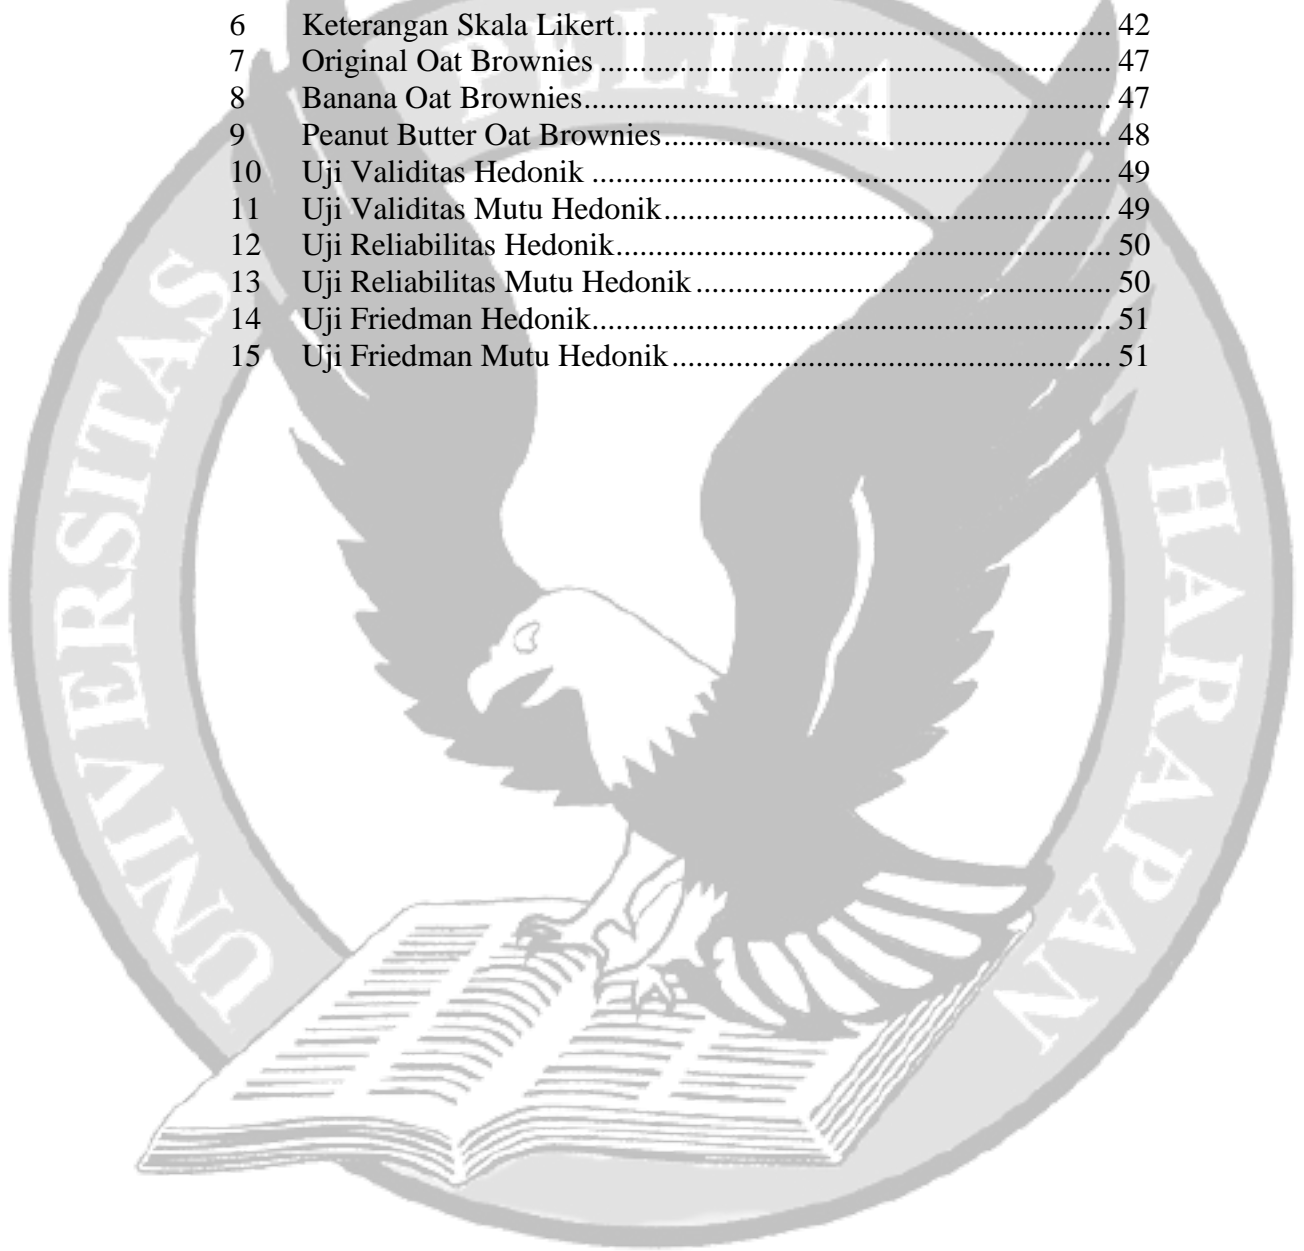 6 Keterangan Skala Likert.................................................................. 42
7 Original Oat Brownies .................................................................... 47
8 Banana Oat Brownies...................................................................... 47
9 Peanut Butter Oat Brownies............................................................ 48
10 Uji Validitas Hedonik ..................................................................... 49
11 Uji Validitas Mutu Hedonik............................................................ 49
12 Uji Reliabilitas Hedonik.................................................................. 50
13 Uji Reliabilitas Mutu Hedonik ........................................................ 50
14 Uji Friedman Hedonik..................................................................... 51
15 Uji Friedman Mutu Hedonik ........................................................... 51
UNIVERSITAS PELITA HARAPAN